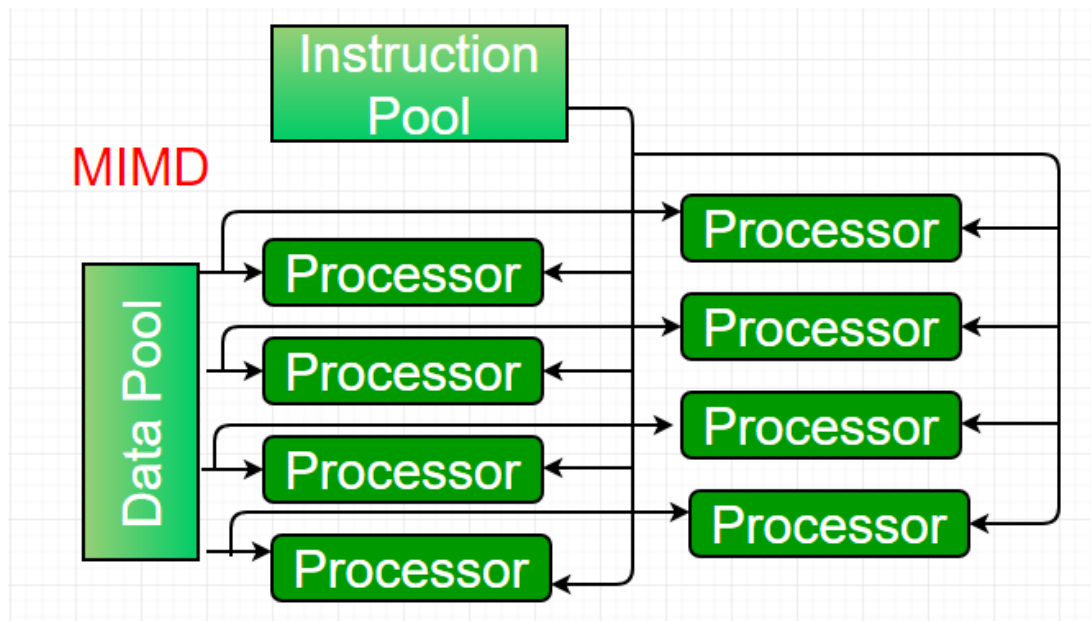 Instruction
Pool
MIMD
Processor
Processor
Processor
Processor
Processor
Processor
Processor
Processor
Data Pool